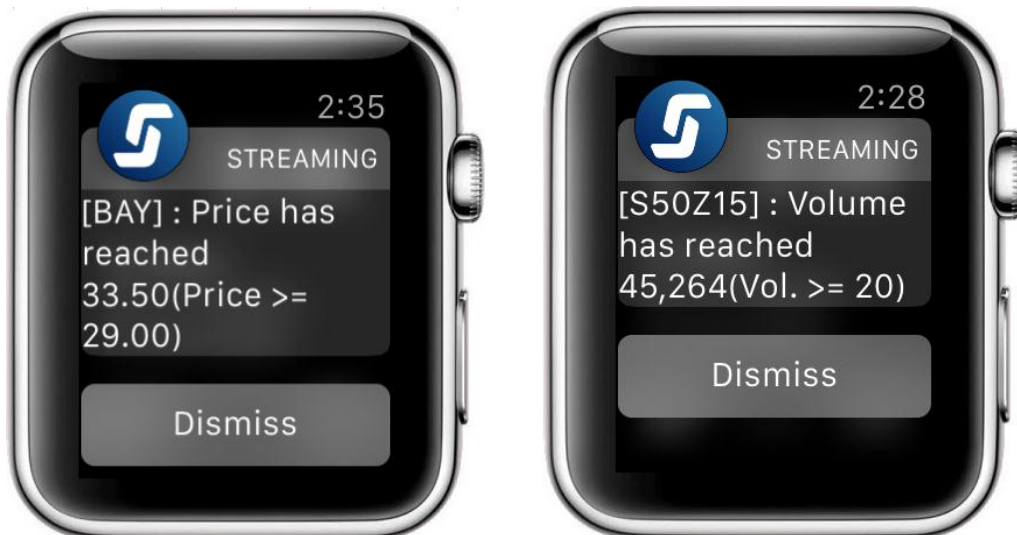 2:35
STREAMING
[BAY] : Price has
reached
33.50(Price >=
29.00)
Dismiss
2:28
STREAMING
[S50Z15] : Volume
has reached
45,264(Vol. >= 20)
Dismiss